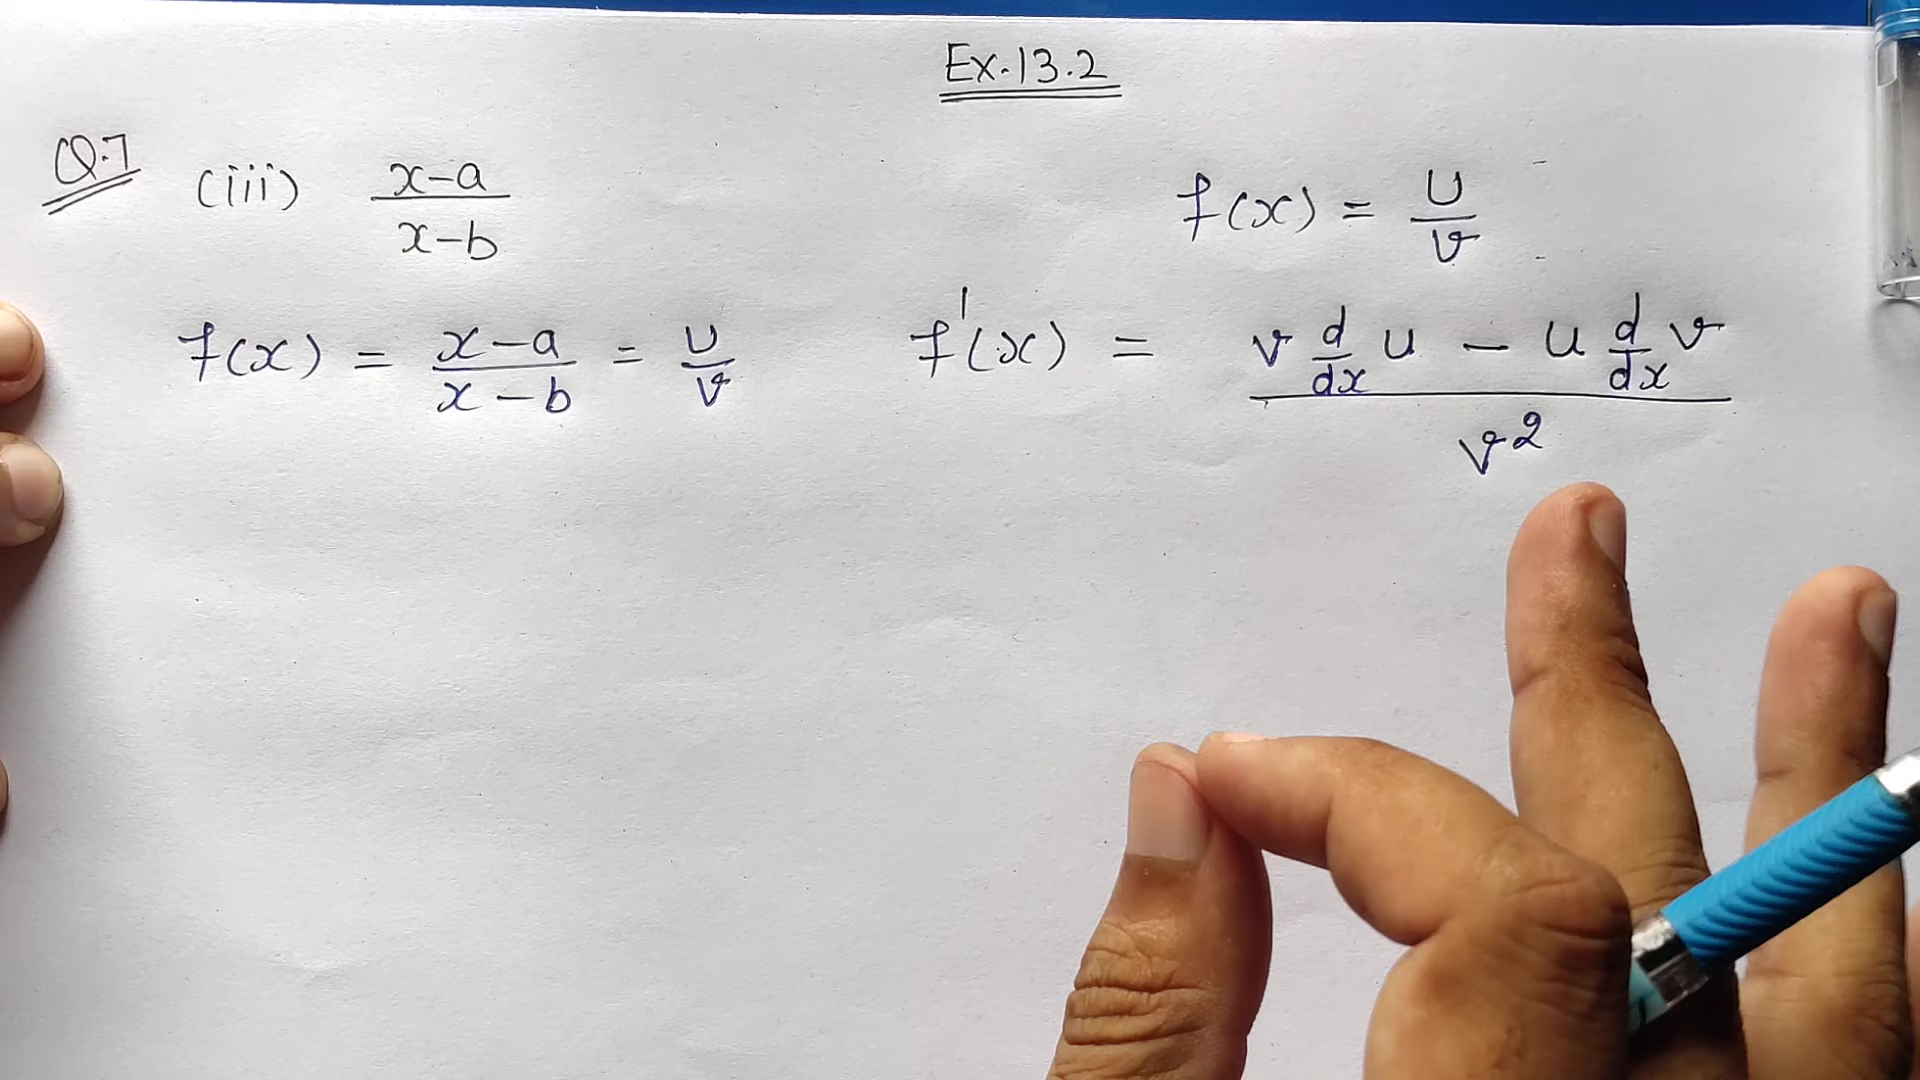 Ex.13.2
Q.7 (iii) x-a / x-b
f(x) = U / v
f(x) = x-a / x-b = U / v
f'(x) = v d/dx u - u d/dx v / v²